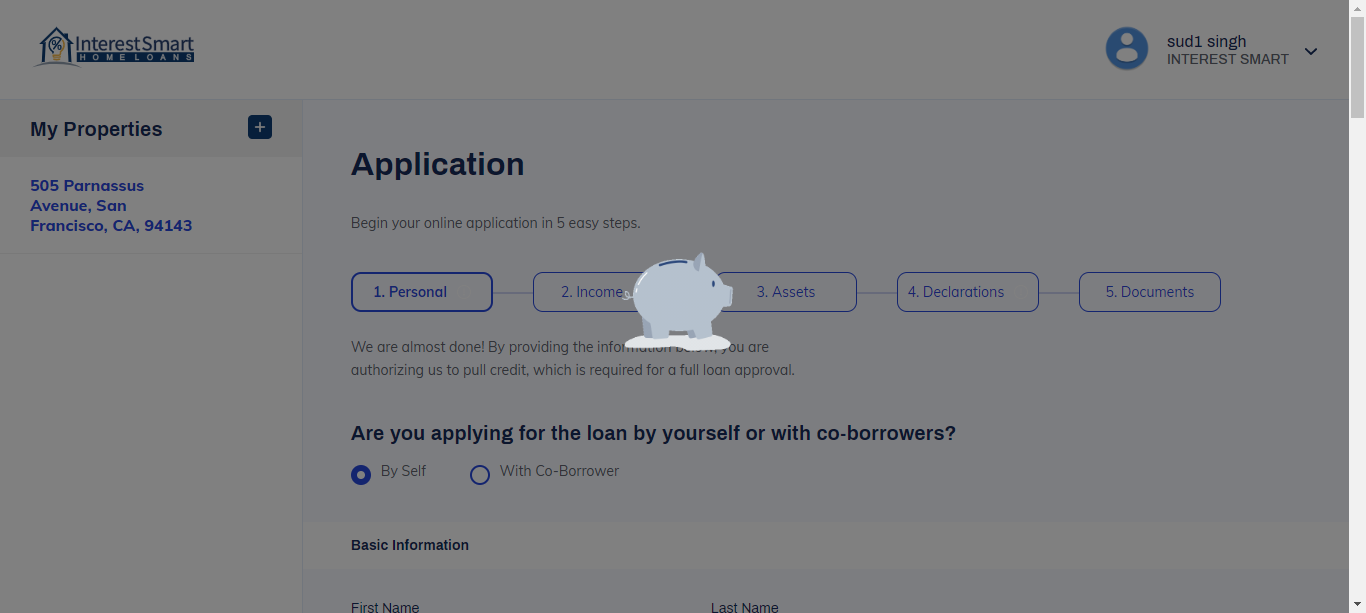 InterestSmart
HOME LOANS
sud1 singh
INTEREST SMART
My Properties
+
505 Parnassus
Avenue, San
Francisco, CA, 94143
Application
Begin your online application in 5 easy steps.
1. Personal
2. Income
3. Assets
4. Declarations
5. Documents
We are almost done! By providing the information below, you are
authorizing us to pull credit, which is required for a full loan approval.
Are you applying for the loan by yourself or with co-borrowers?
By Self
With Co-Borrower
Basic Information
First Name
Last Name